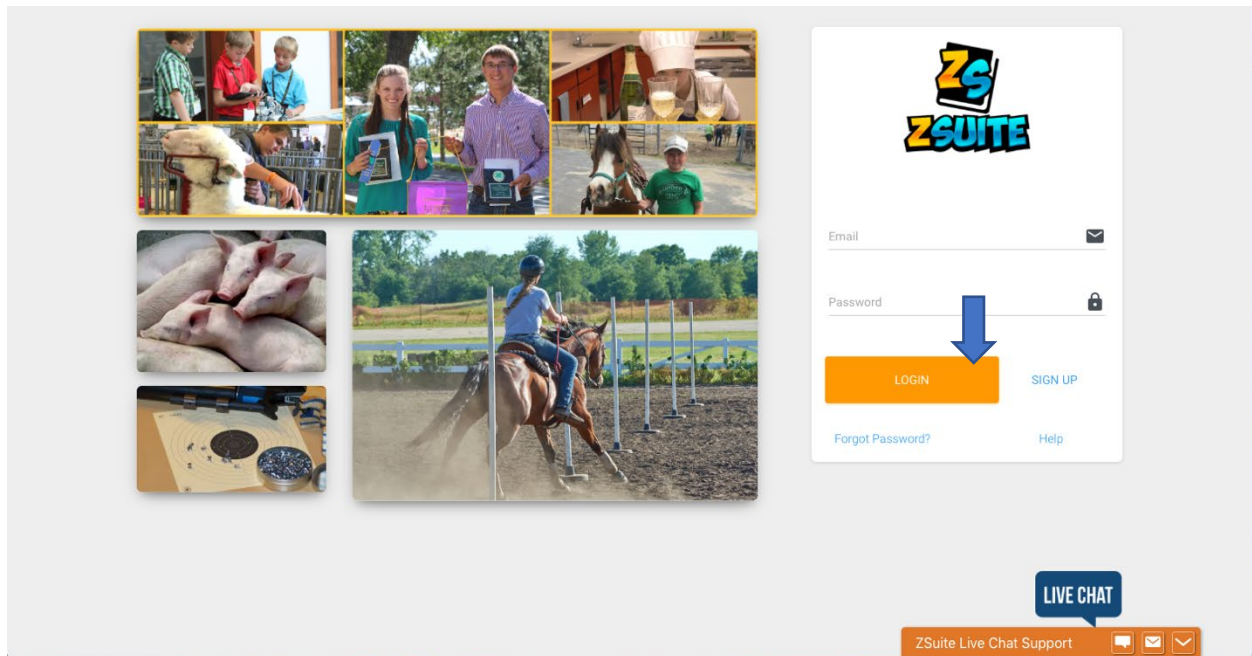 ZS
ZSUITE
Email
Password
LOGIN
SIGN UP
Forgot Password?
Help
LIVE CHAT
ZSuite Live Chat Support